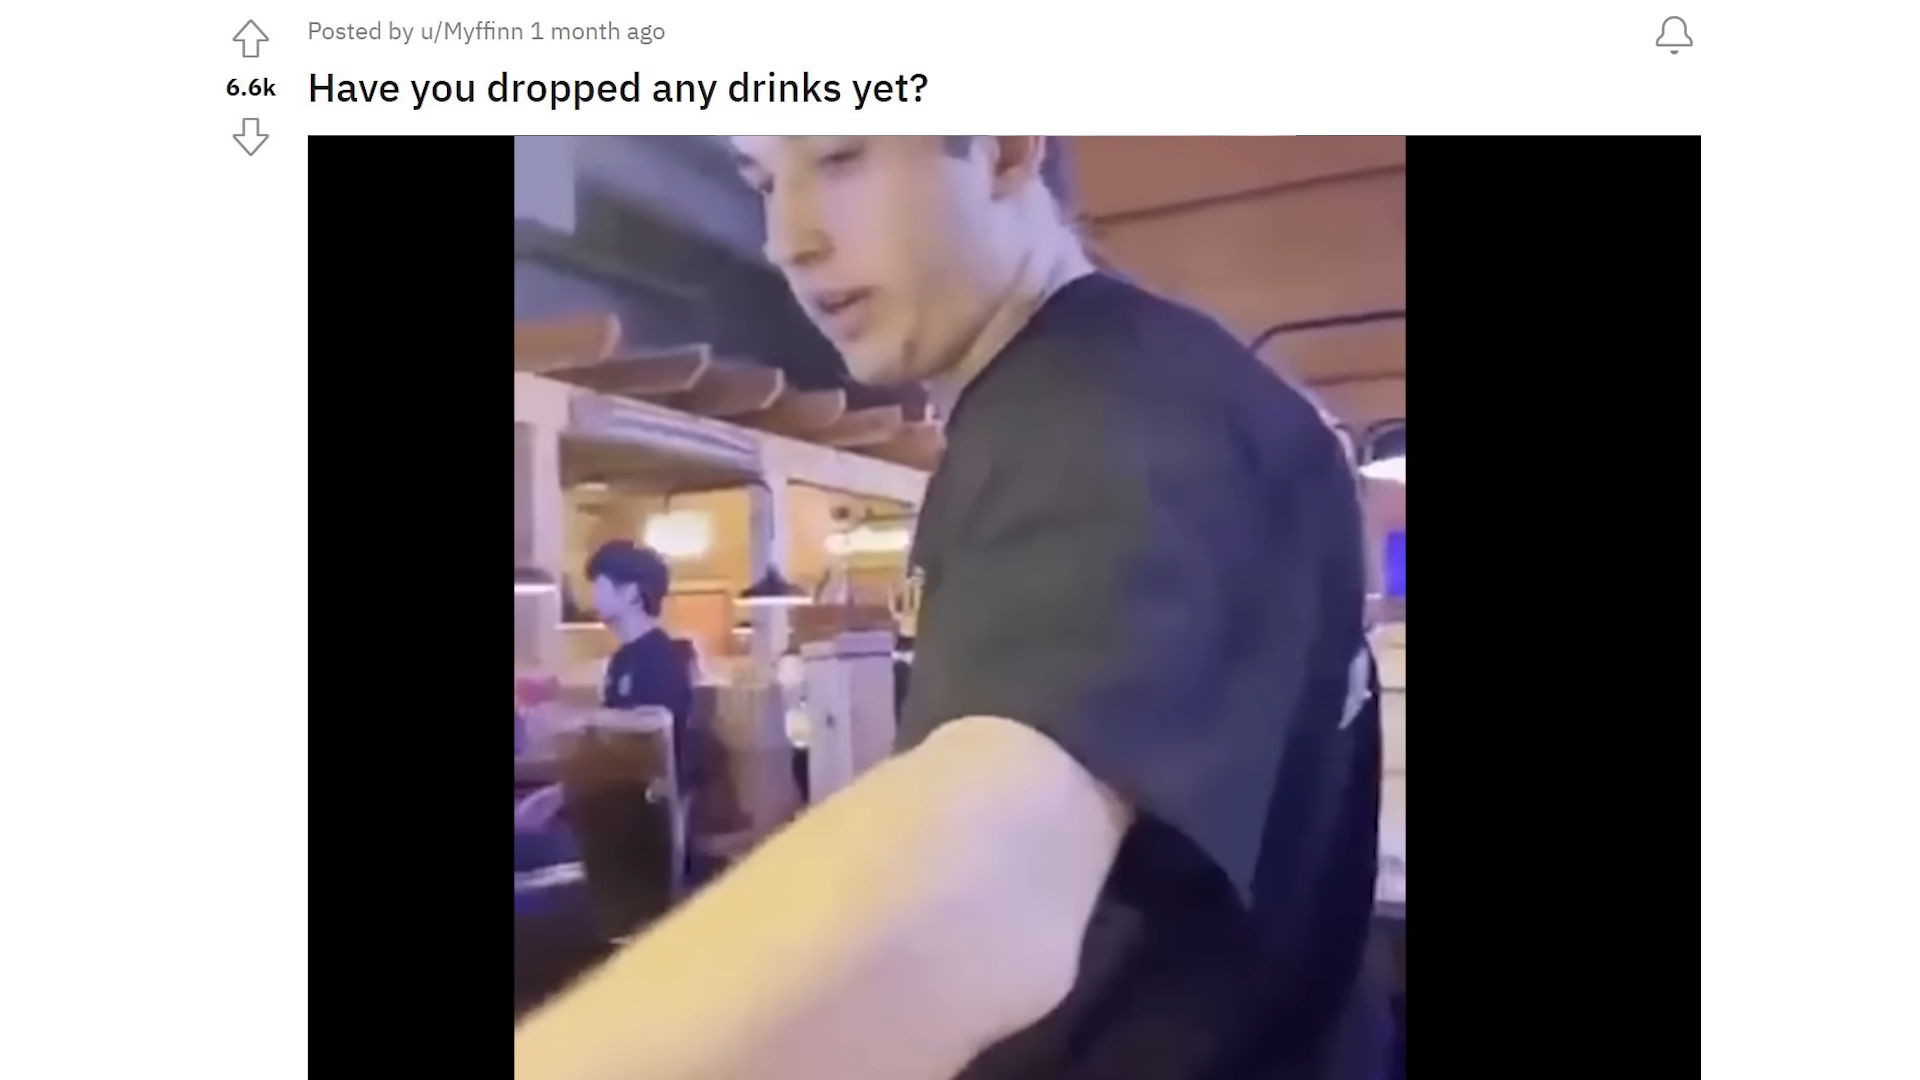 Posted by u/Myffinn 1 month ago
6.6k
Have you dropped any drinks yet?